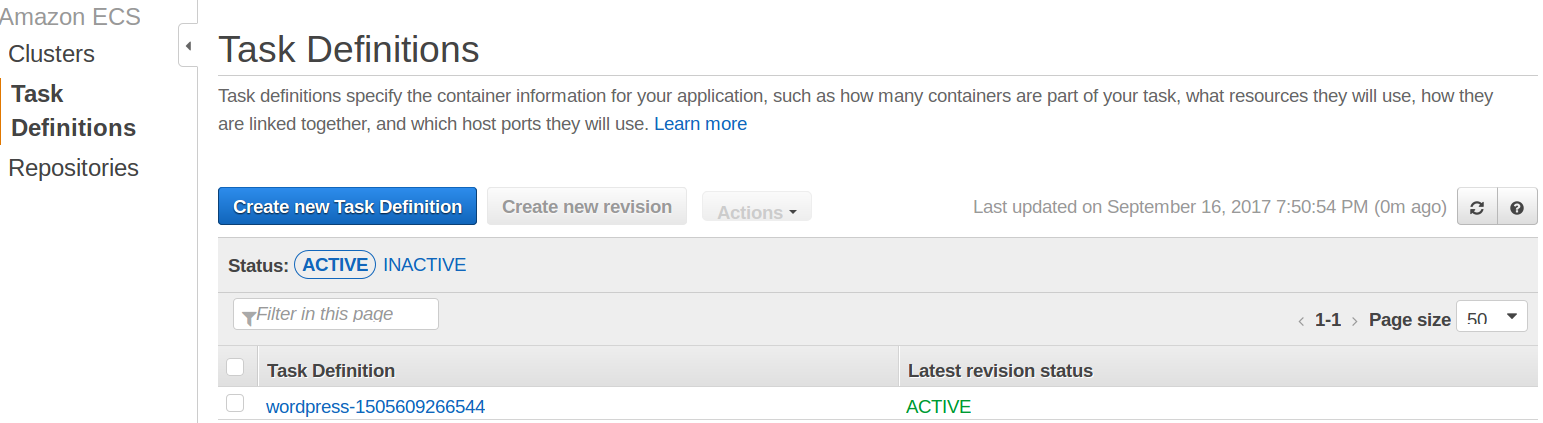 Amazon ECS
Clusters
Task
Definitions
Repositories
Task Definitions
Task definitions specify the container information for your application, such as how many containers are part of your task, what resources they will use, how they
are linked together, and which host ports they will use. Learn more
Create new Task Definition Create new revision Actions Last updated on September 16, 2017 7:50:54 PM (0m ago)
Status: ACTIVE INACTIVE
Filter in this page 1-1 Page size 50
Task Definition Latest revision status
wordpress-1505609266544 ACTIVE